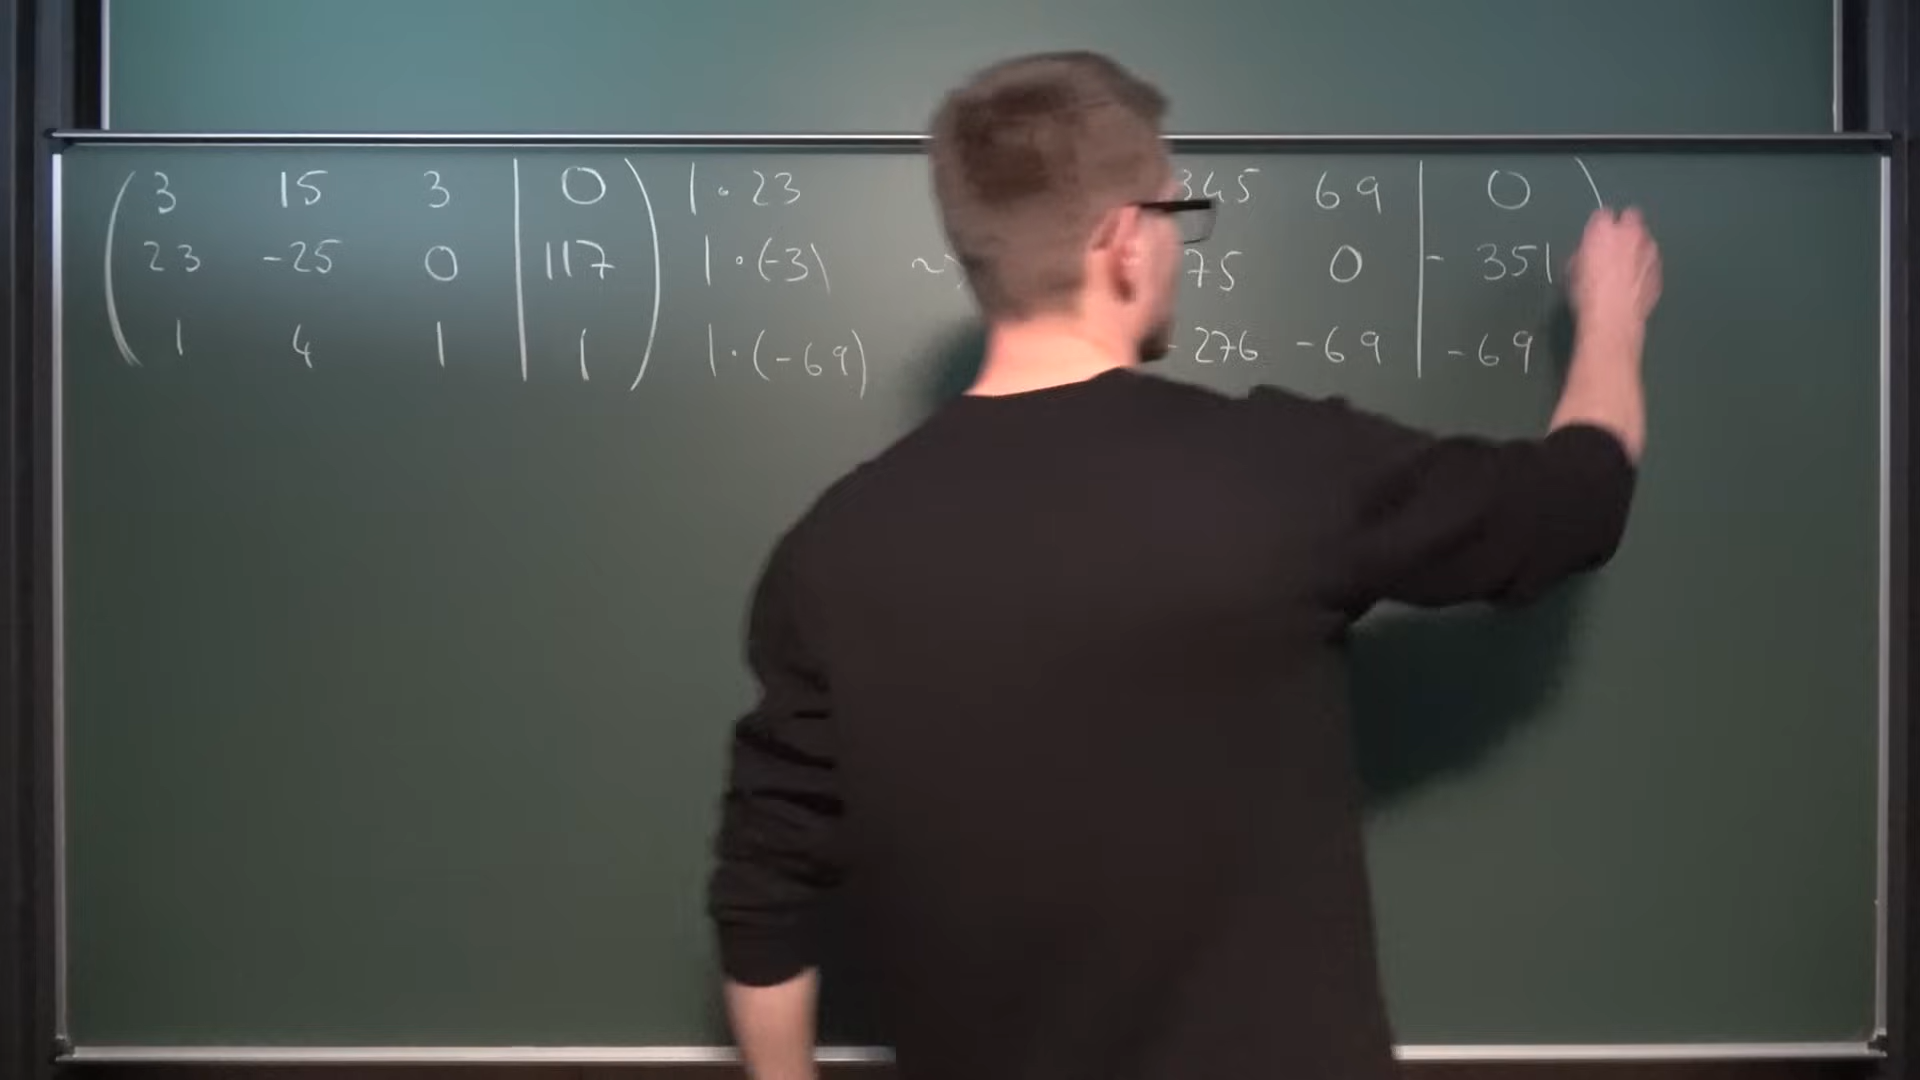 ( 3 15 3 | 0 ) | · 23 345 69 | 0 )
23 -25 0 | 117 | · (-3) ~ 75 0 | - 351
1 4 1 | 1 | · (-69) -276 -69 | -69